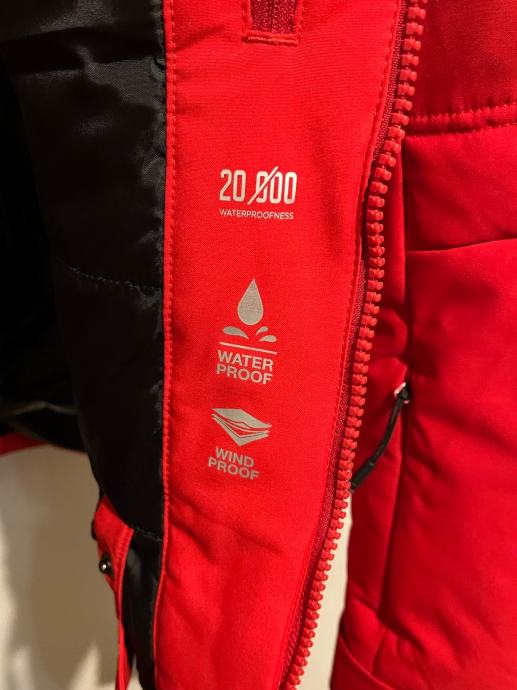 20 000
WATERPROOFNESS
WATER
PROOF
WIND
PROOF